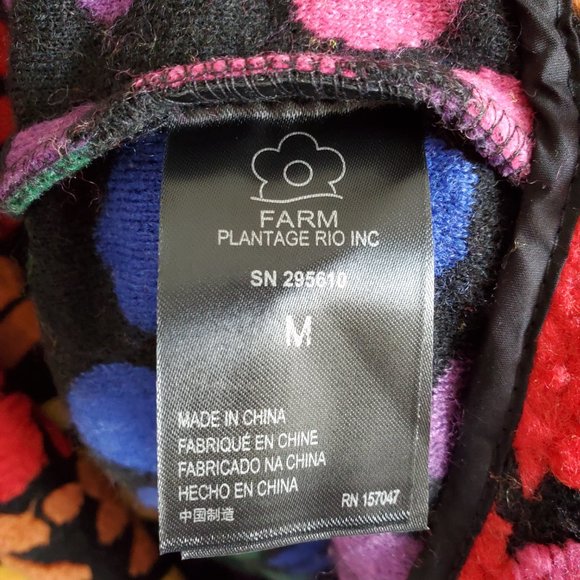 FARM
PLANTAGE RIO INC
SN 295610
M
MADE IN CHINA
FABRIQUÉ EN CHINE
FABRICADO NA CHINA
HECHO EN CHINA
中国制造
RN 157047